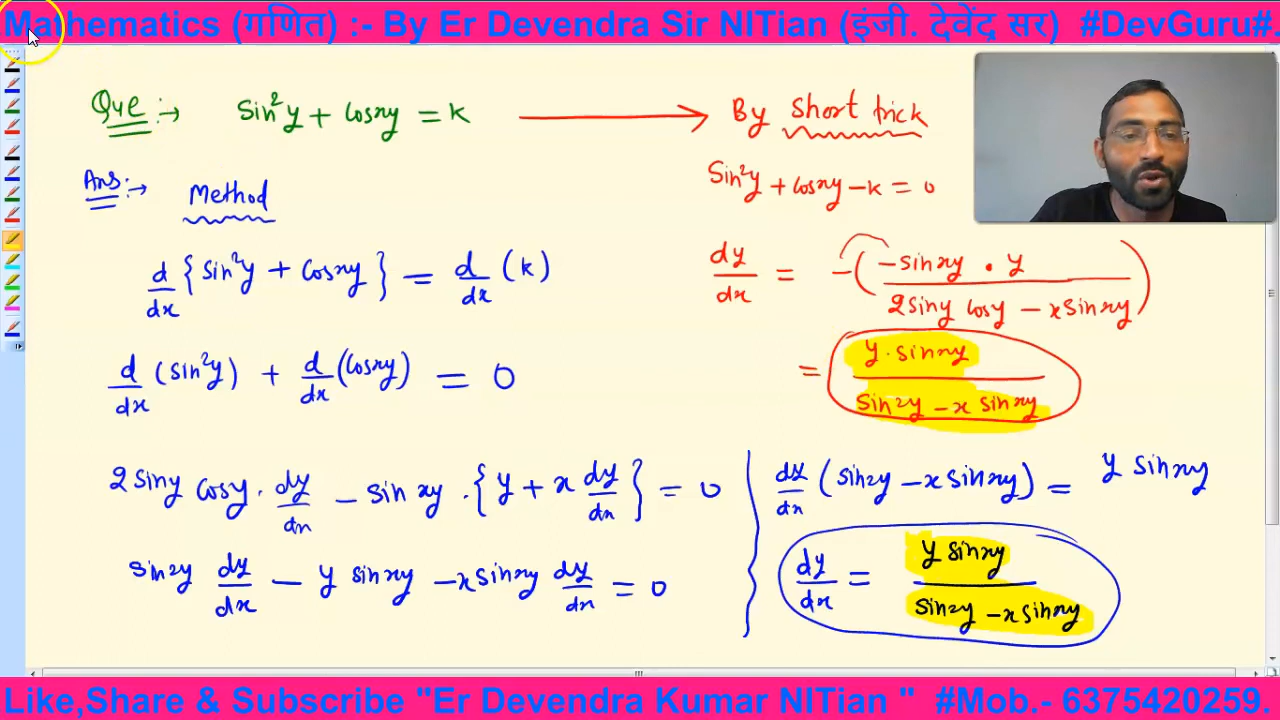 Mathematics (गणित) :- By Er Devendra Sir NITian (इंजी. देवेंद्र सर) #DevGuru#.
Que :→ Sin²y + Cosxy = k → By Short trick
Sin²y + cosxy - k = 0
Ans :→ Method
d/dx {Sin²y + Cosxy} = d/dx (k)
dy/dx = -(-sinxy · y / 2siny cosy - x sinxy)
= y·sinxy / Sin2y - x sinxy
d/dx (sin²y) + d/dx (cosxy) = 0
2 Siny cosy · dy/dx - sin xy · {y + x dy/dx} = 0
sin2y dy/dx - y sinxy - x sinxy dy/dx = 0
dy/dx (sin2y - x sinxy) = y sinxy
dy/dx = y sinxy / sin2y - x sinxy
Like,Share & Subscribe "Er Devendra Kumar NITian " #Mob.- 6375420259.